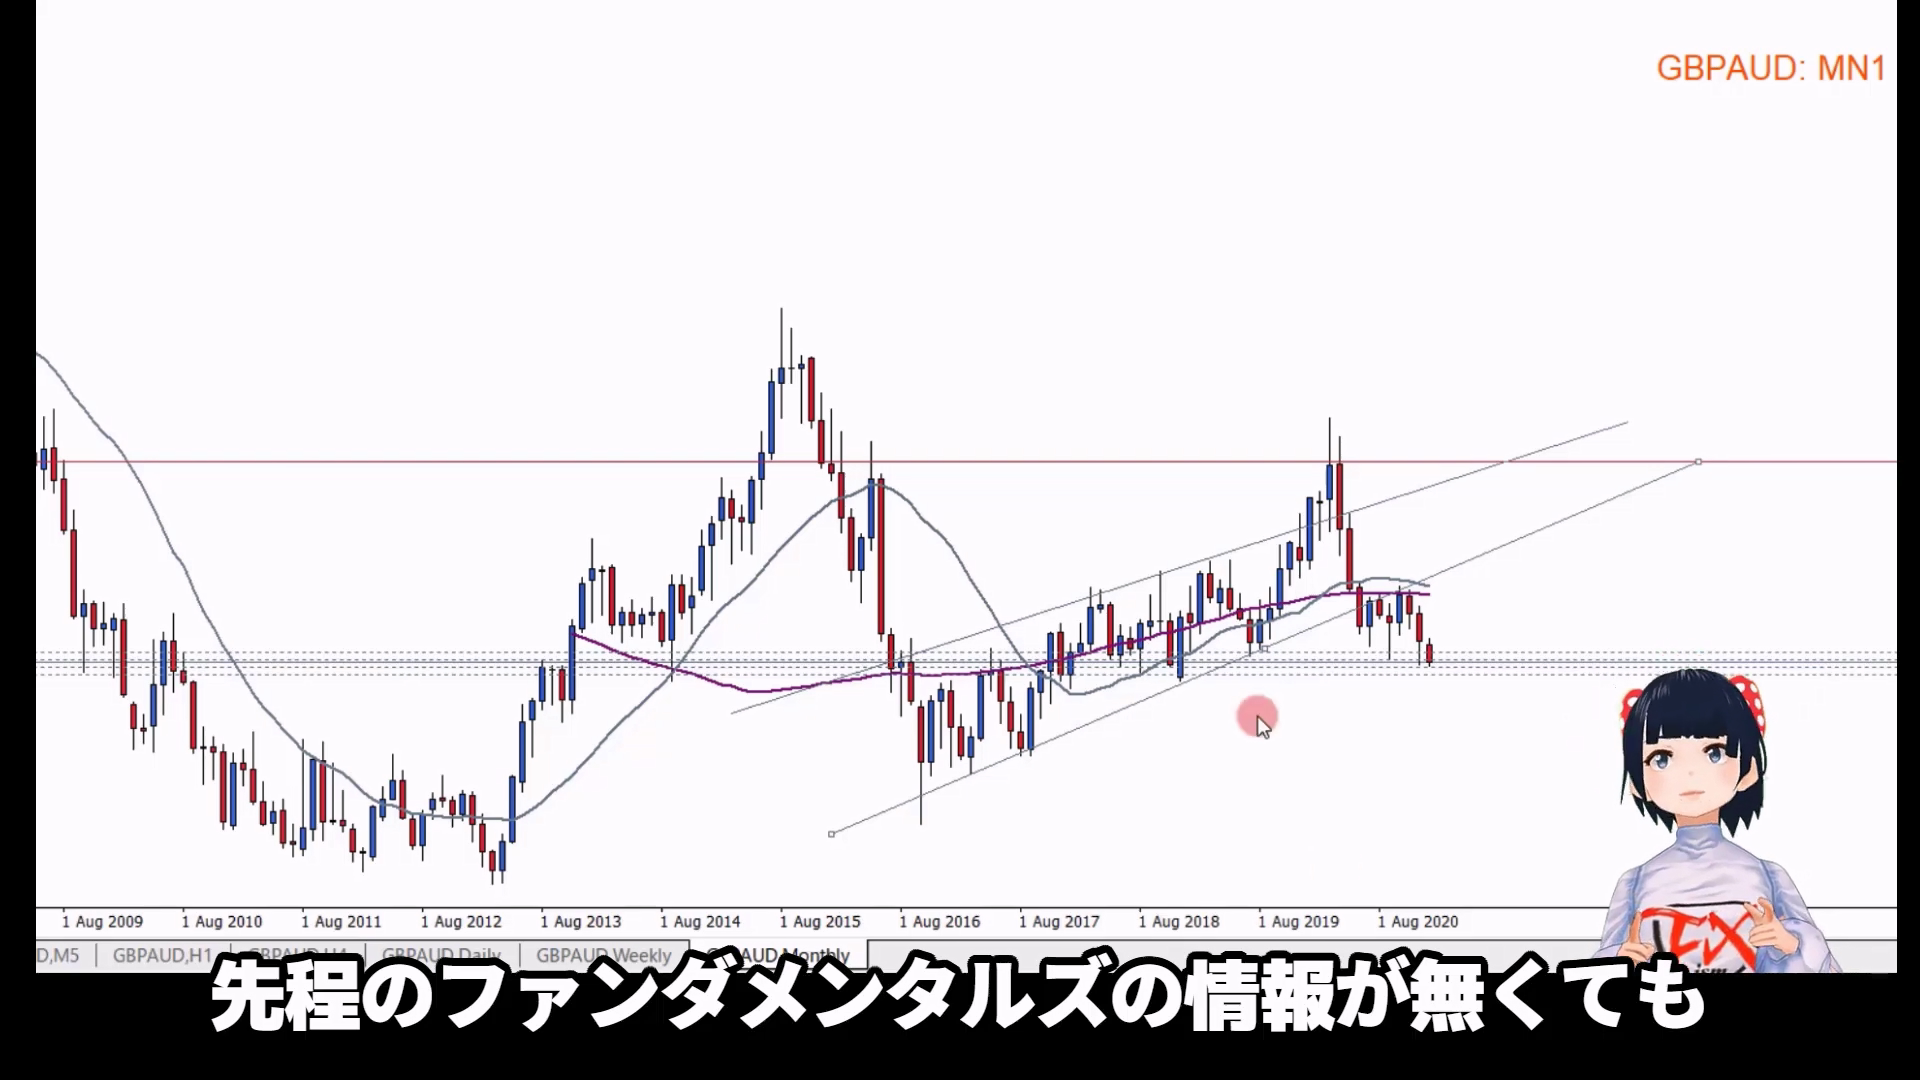 GBPAUD: MN1
1 Aug 2009 1 Aug 2010 1 Aug 2011 1 Aug 2012 1 Aug 2013 1 Aug 2014 1 Aug 2015 1 Aug 2016 1 Aug 2017 1 Aug 2018 1 Aug 2019 1 Aug 2020
D,M5 GBPAUD,H1 GBPAUD,H4 GBPAUD Daily GBPAUD Weekly AUD Monthly
先程のファンダメンタルズの情報が無くても